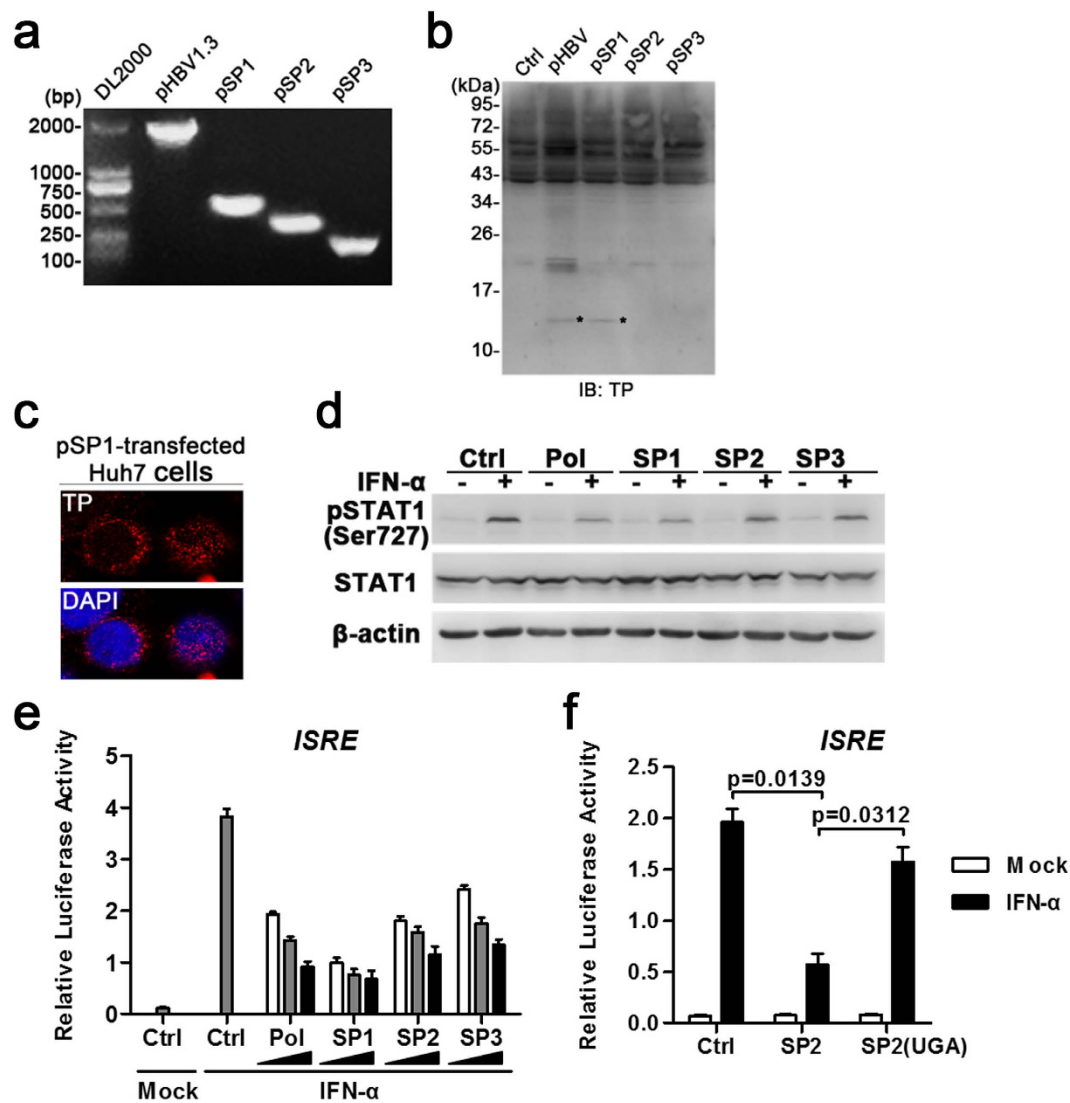 a
DL2000 pHBV1.3 pSP1 pSP2 pSP3
(bp)
2000-
1000-
750-
500-
250-
100-
b
Ctrl pHBV pSP1 pSP2 pSP3
(kDa)
95-
72-
55-
43-
34-
26-
17-
* *
10-
IB: TP
c
pSP1-transfected
Huh7 cells
TP
DAPI
d
Ctrl Pol SP1 SP2 SP3
IFN-α - + - + - + - + - +
pSTAT1
(Ser727)
STAT1
β-actin
e
ISRE
Relative Luciferase Activity
5
4
3
2
1
0
Ctrl Ctrl Pol SP1 SP2 SP3
Mock IFN-α
f
ISRE
Relative Luciferase Activity
2.5
2.0
1.5
1.0
0.5
0.0
p=0.0139
p=0.0312
Mock
IFN-α
Ctrl SP2 SP2(UGA)